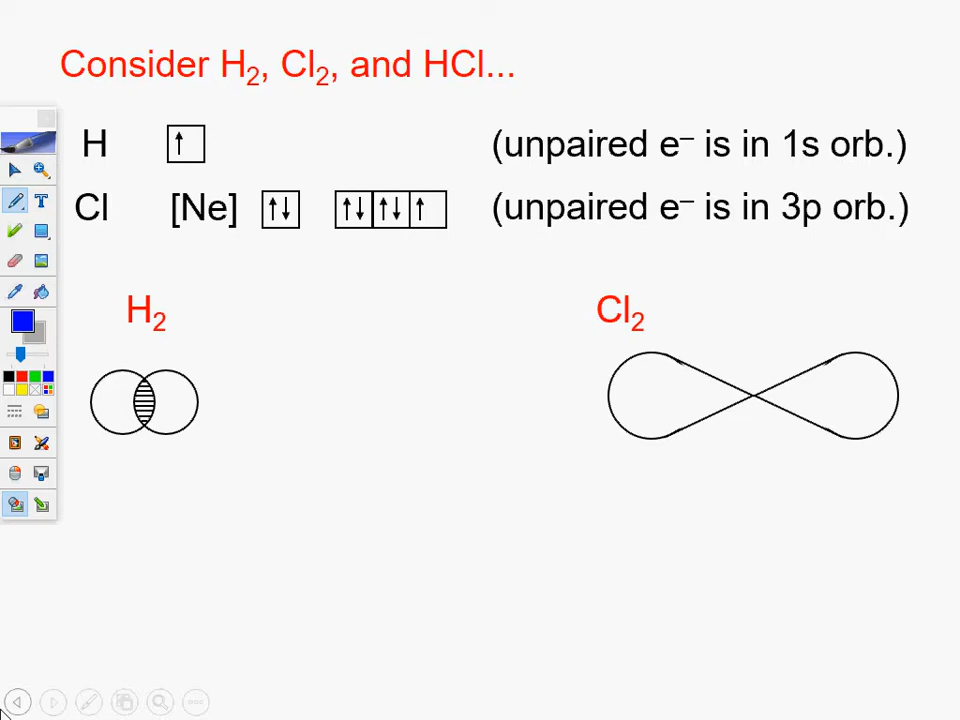 Consider H₂, Cl₂, and HCl...
H ↑ (unpaired e⁻ is in 1s orb.)
Cl [Ne] ↑↓ ↑↓ ↑↓ ↑ (unpaired e⁻ is in 3p orb.)
H₂ Cl₂